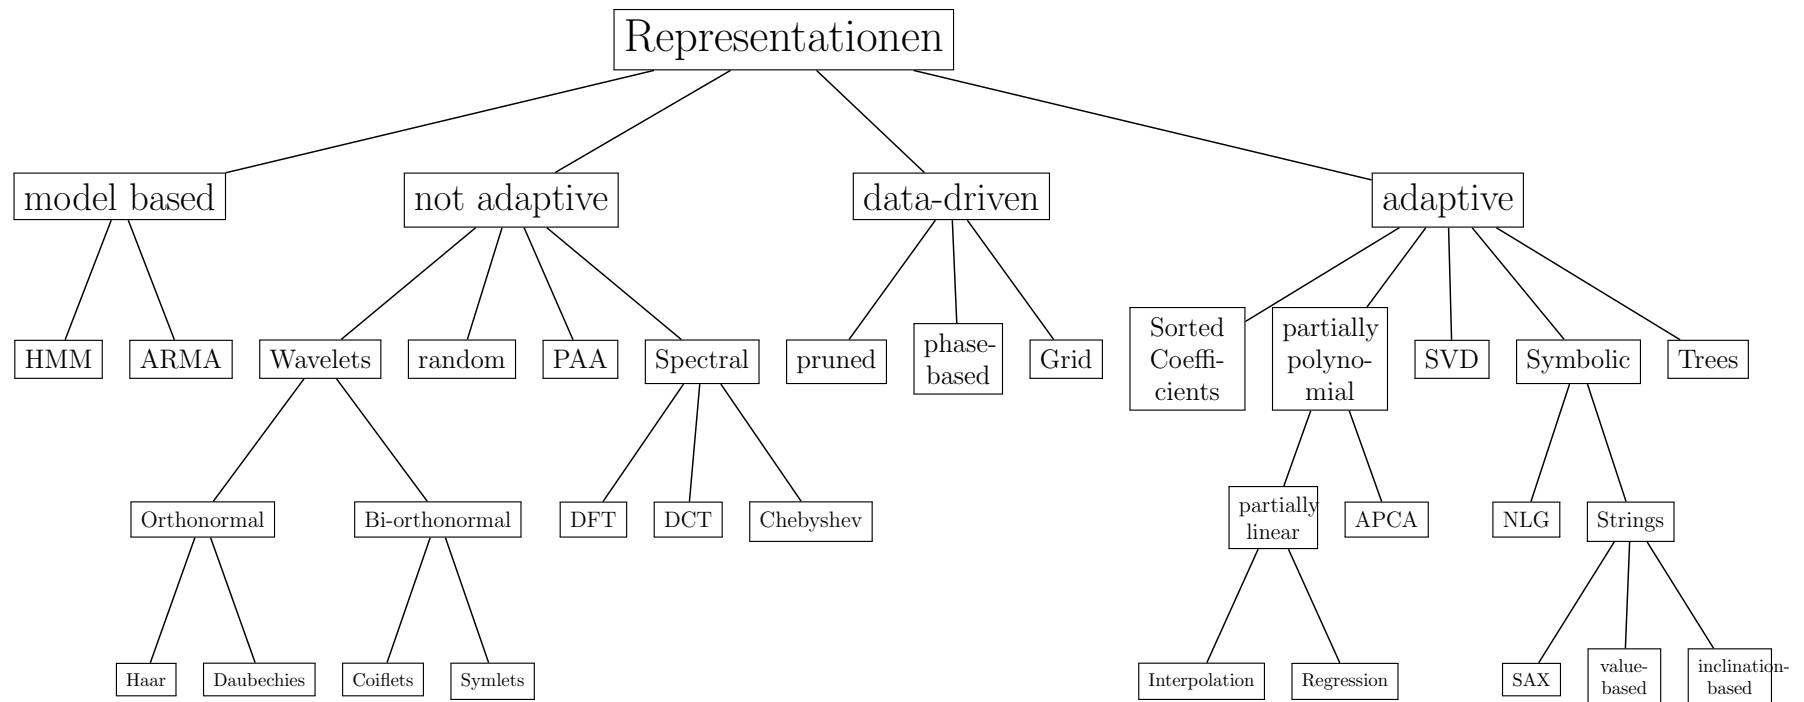 Representationen
model based
not adaptive
data-driven
adaptive
HMM
ARMA
Wavelets
random
PAA
Spectral
pruned
phase-
based
Grid
Sorted
Coeffi-
cients
partially
polyno-
mial
SVD
Symbolic
Trees
Orthonormal
Bi-orthonormal
DFT
DCT
Chebyshev
partially
linear
APCA
NLG
Strings
Haar
Daubechies
Coiflets
Symlets
Interpolation
Regression
SAX
value-
based
inclination-
based